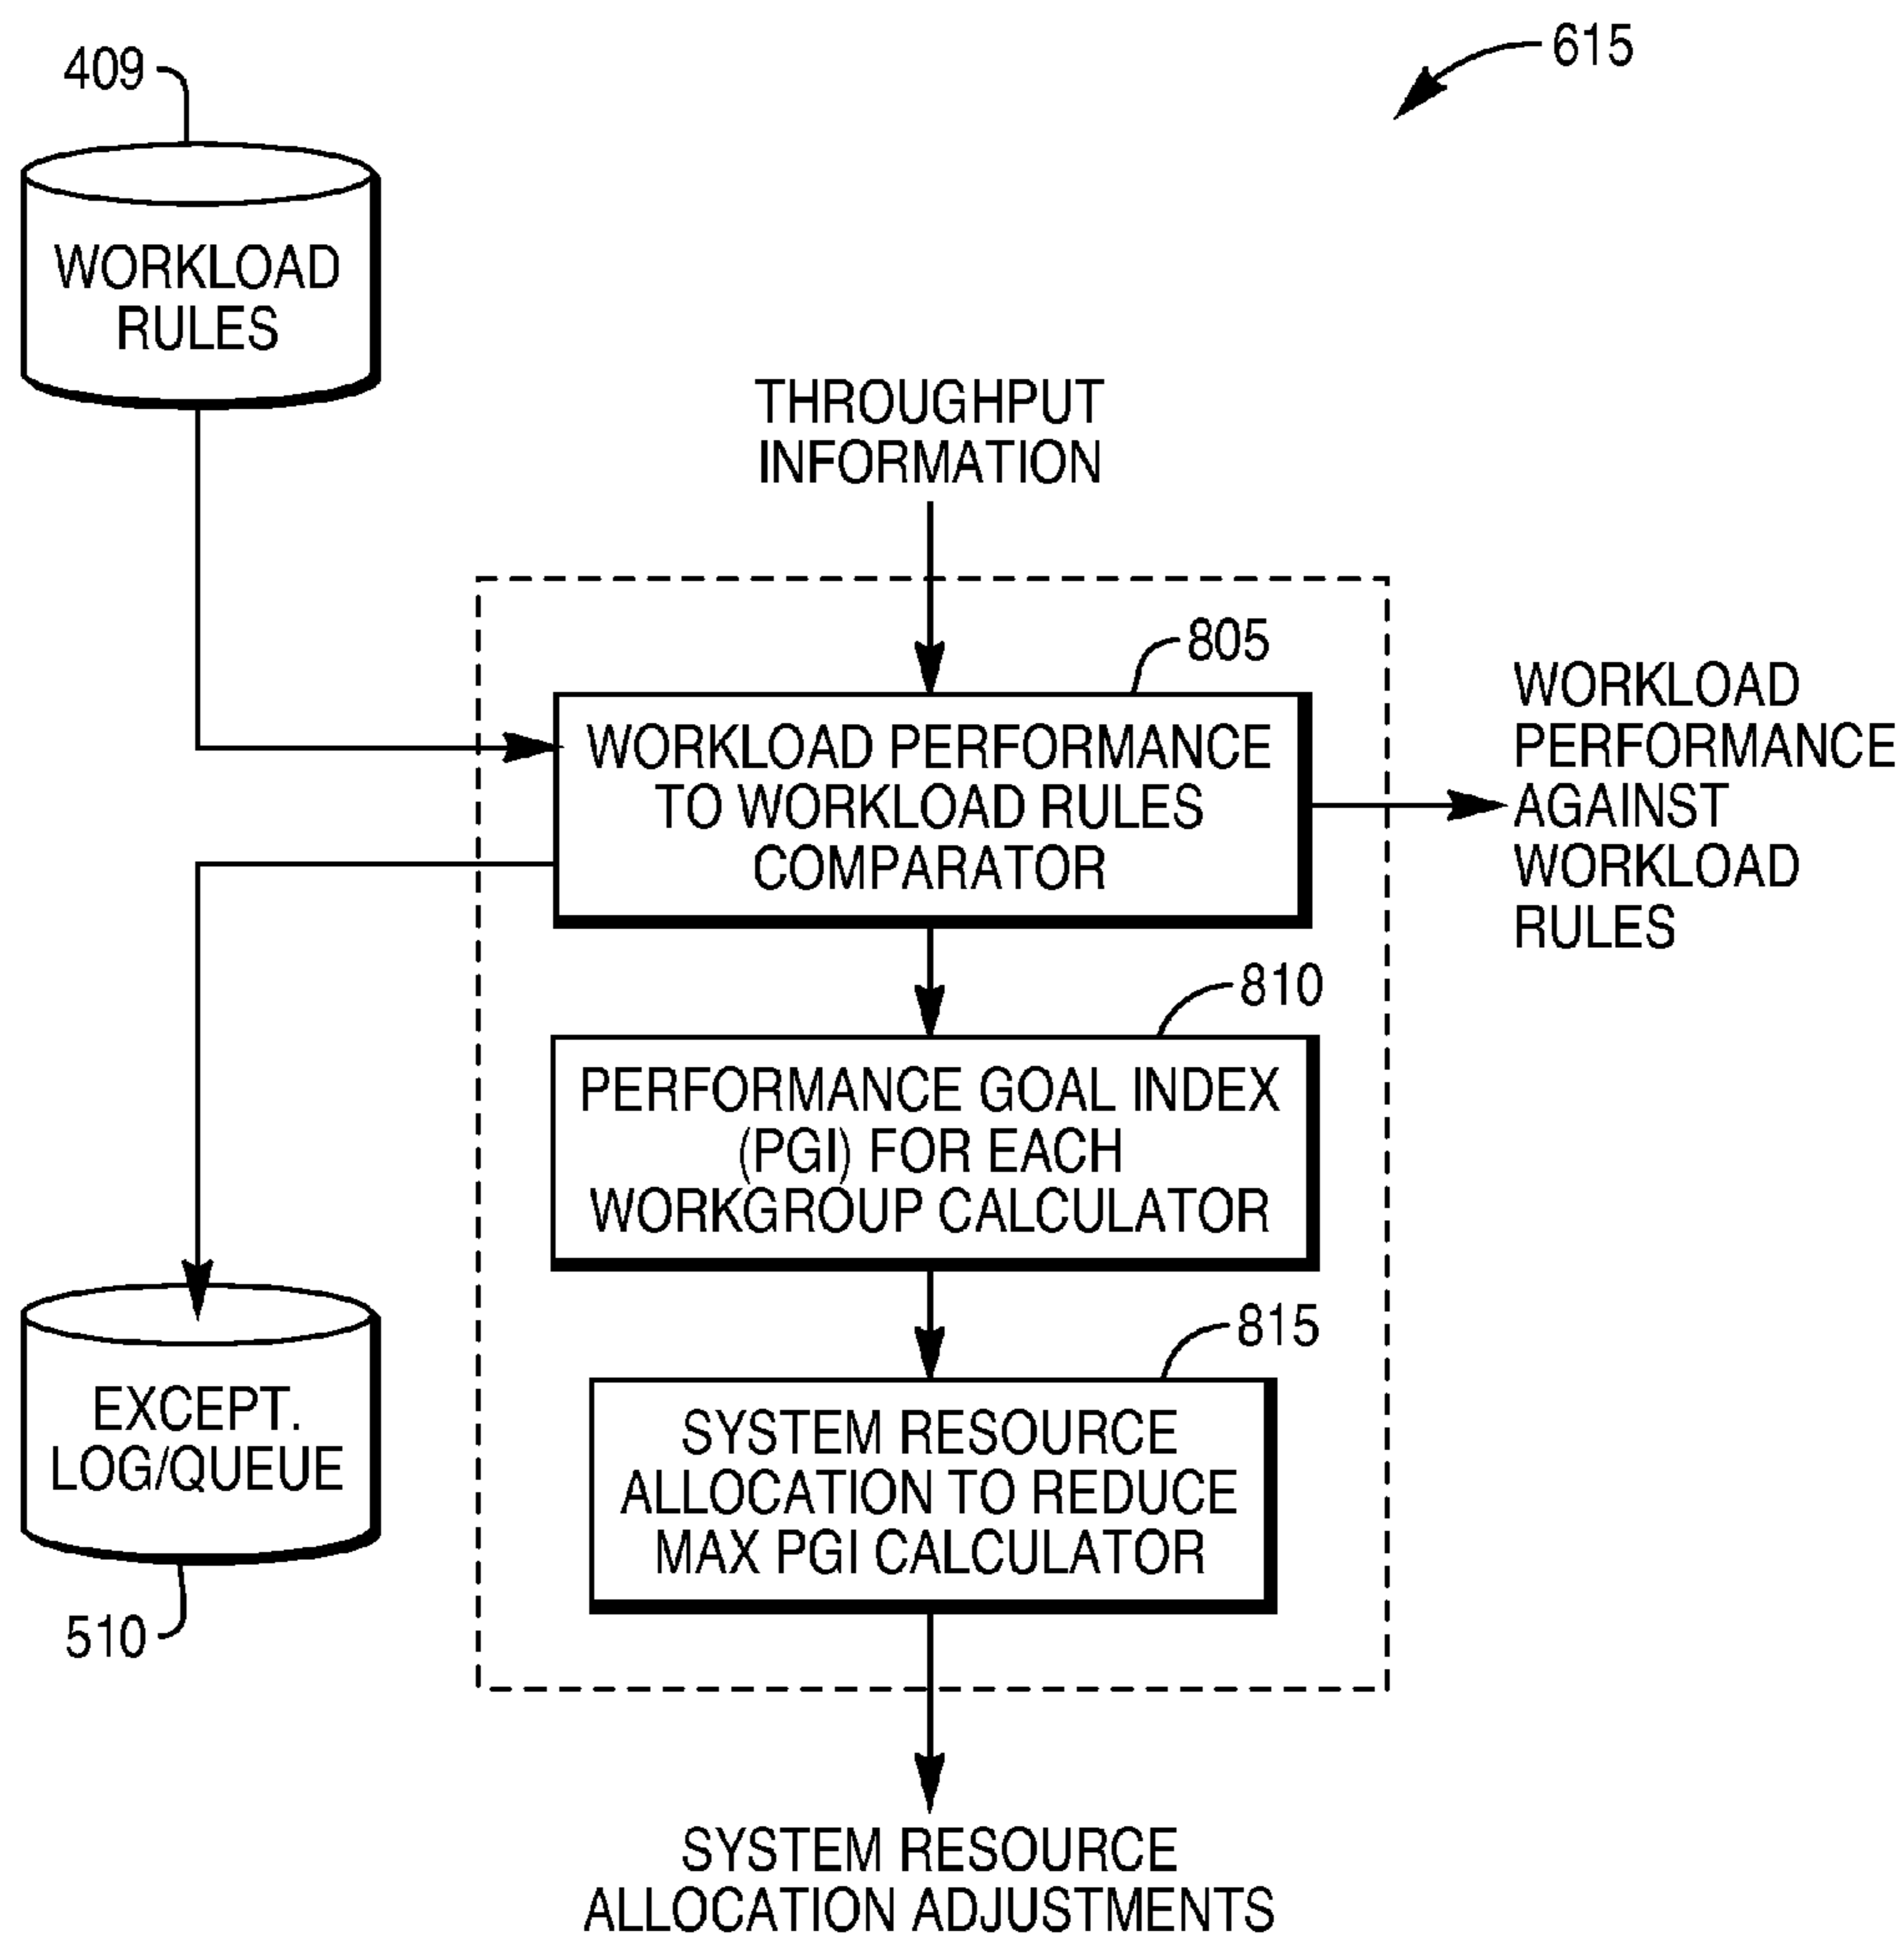 615
409
WORKLOAD
RULES
THROUGHPUT
INFORMATION
805
WORKLOAD PERFORMANCE
TO WORKLOAD RULES
COMPARATOR
WORKLOAD
PERFORMANCE
AGAINST
WORKLOAD
RULES
810
PERFORMANCE GOAL INDEX
(PGI) FOR EACH
WORKGROUP CALCULATOR
815
SYSTEM RESOURCE
ALLOCATION TO REDUCE
MAX PGI CALCULATOR
EXCEPT.
LOG/QUEUE
510
SYSTEM RESOURCE
ALLOCATION ADJUSTMENTS